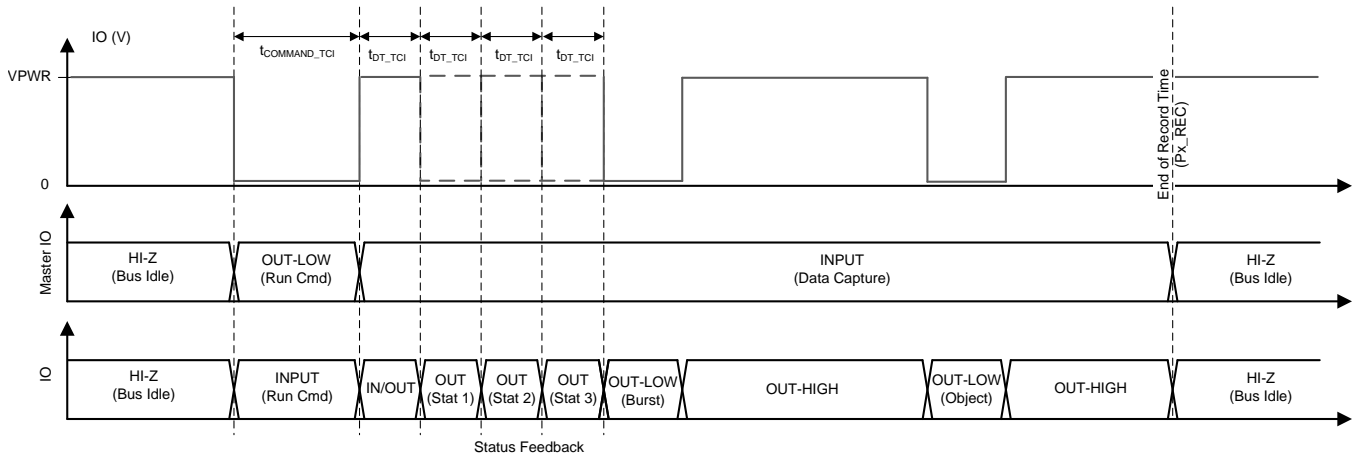 IO (V)
tCOMMAND_TCI
tDT_TCI
tDT_TCI
tDT_TCI
tDT_TCI
VPWR
0
End of Record Time
(Px_REC)
Master IO
HI-Z
(Bus Idle)
OUT-LOW
(Run Cmd)
INPUT
(Data Capture)
HI-Z
(Bus Idle)
IO
HI-Z
(Bus Idle)
INPUT
(Run Cmd)
IN/OUT
OUT
(Stat 1)
OUT
(Stat 2)
OUT
(Stat 3)
OUT-LOW
(Burst)
OUT-HIGH
OUT-LOW
(Object)
OUT-HIGH
HI-Z
(Bus Idle)
Status Feedback